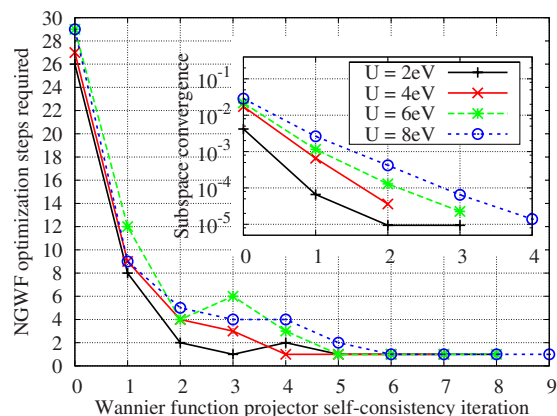 NGWF optimization steps required
30
28
26
24
22
20
18
16
14
12
10
8
6
4
2
0
0 1 2 3 4 5 6 7 8 9
Wannier function projector self-consistency iteration
Subspace convergence
10^-1
10^-2
10^-3
10^-4
10^-5
0 1 2 3 4
U = 2eV
U = 4eV
U = 6eV
U = 8eV